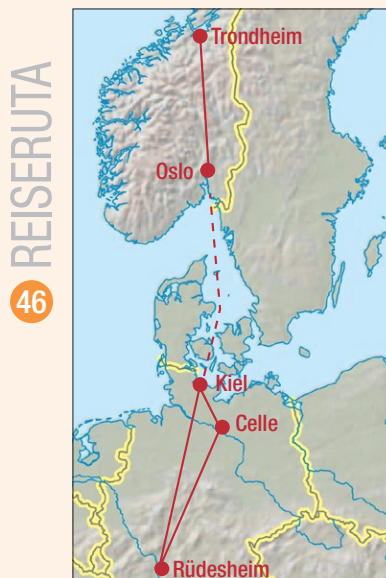 REISERUTA
46
Trondheim
Oslo
Kiel
Celle
Rüdesheim